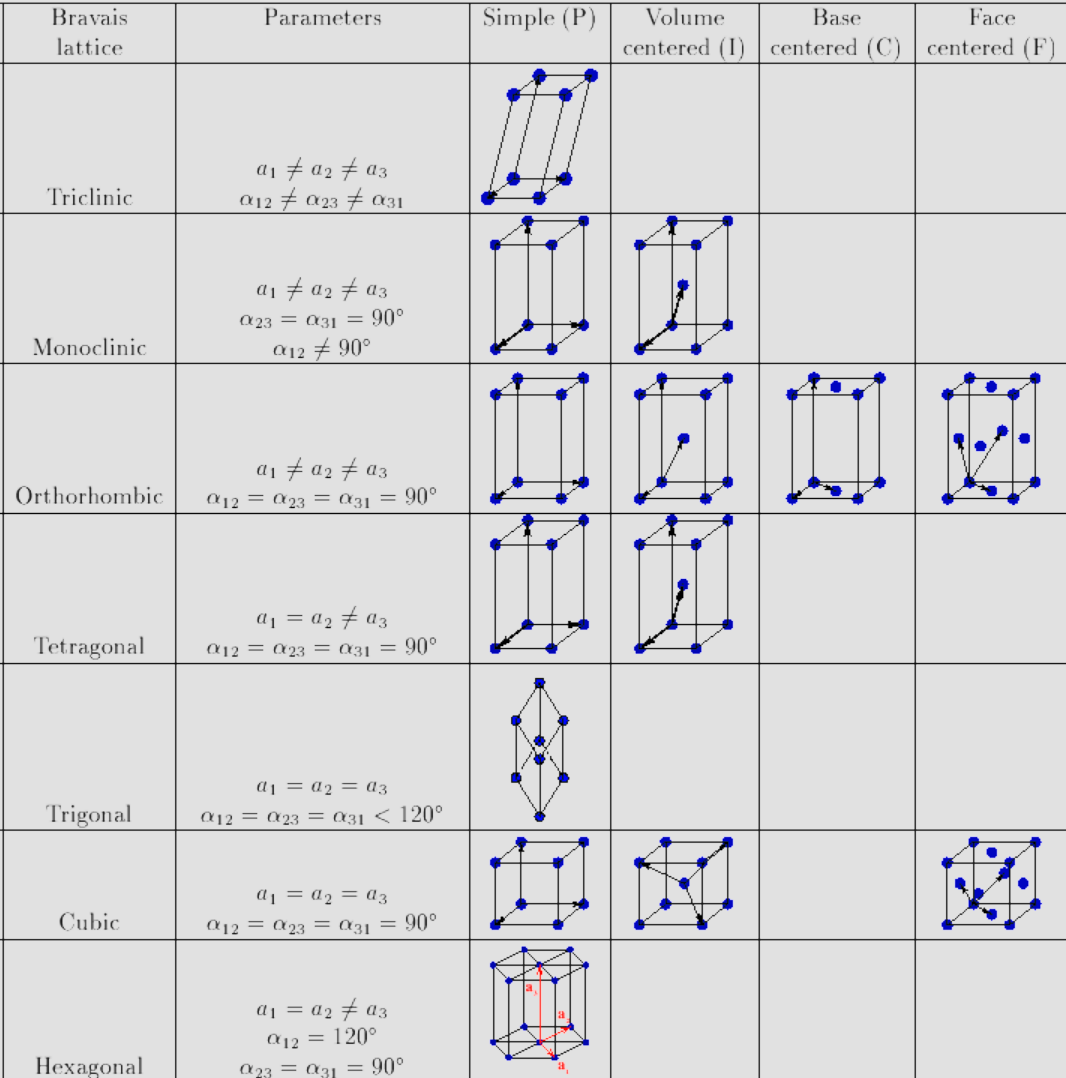 Bravais lattice
Parameters
Simple (P)
Volume centered (I)
Base centered (C)
Face centered (F)
Triclinic
a₁ ≠ a₂ ≠ a₃
α₁₂ ≠ α₂₃ ≠ α₃₁
Monoclinic
a₁ ≠ a₂ ≠ a₃
α₂₃ = α₃₁ = 90°
α₁₂ ≠ 90°
Orthorhombic
a₁ ≠ a₂ ≠ a₃
α₁₂ = α₂₃ = α₃₁ = 90°
Tetragonal
a₁ = a₂ ≠ a₃
α₁₂ = α₂₃ = α₃₁ = 90°
Trigonal
a₁ = a₂ = a₃
α₁₂ = α₂₃ = α₃₁ < 120°
Cubic
a₁ = a₂ = a₃
α₁₂ = α₂₃ = α₃₁ = 90°
Hexagonal
a₁ = a₂ ≠ a₃
α₁₂ = 120°
α₂₃ = α₃₁ = 90°
a₃
a₂
a₁